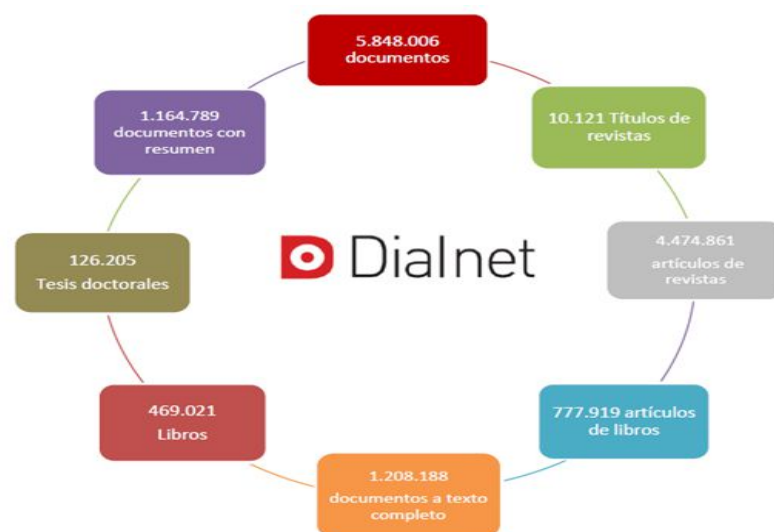 5.848.006
documentos
10.121 Títulos de
revistas
4.474.861
artículos de
revistas
777.919 artículos
de libros
1.208.188
documentos a texto
completo
469.021
Libros
126.205
Tesis doctorales
1.164.789
documentos con
resumen
Dialnet